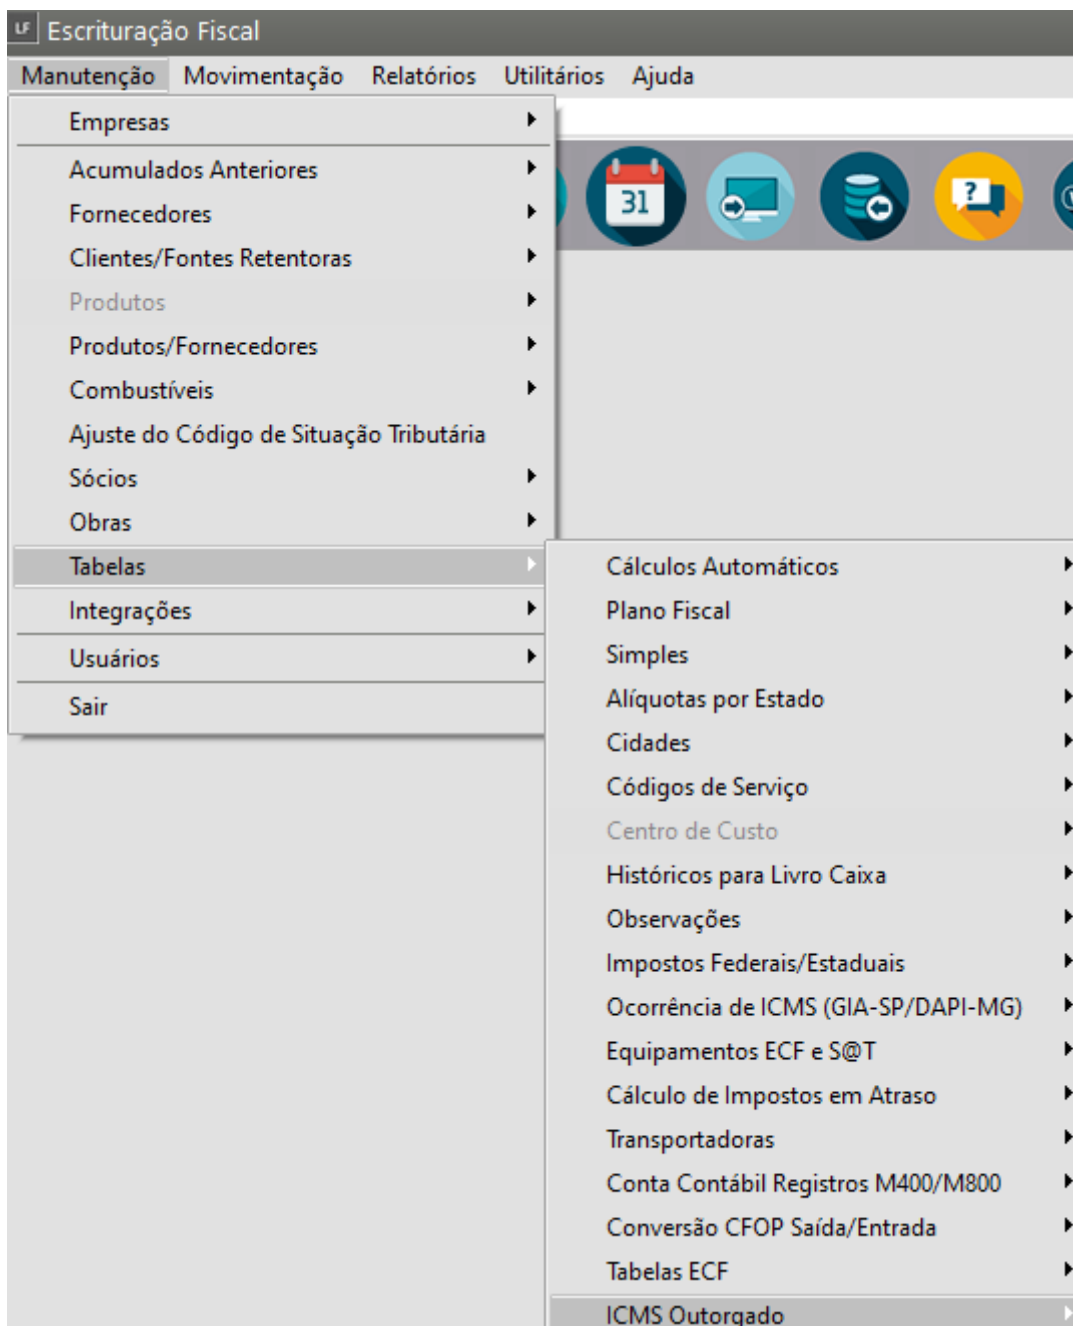 LF Escrituração Fiscal
Manutenção Movimentação Relatórios Utilitários Ajuda
Empresas
Acumulados Anteriores
Fornecedores
Clientes/Fontes Retentoras
Produtos
Produtos/Fornecedores
Combustíveis
Ajuste do Código de Situação Tributária
Sócios
Obras
Tabelas
Integrações
Usuários
Sair
31
?
Cálculos Automáticos
Plano Fiscal
Simples
Alíquotas por Estado
Cidades
Códigos de Serviço
Centro de Custo
Históricos para Livro Caixa
Observações
Impostos Federais/Estaduais
Ocorrência de ICMS (GIA-SP/DAPI-MG)
Equipamentos ECF e S@T
Cálculo de Impostos em Atraso
Transportadoras
Conta Contábil Registros M400/M800
Conversão CFOP Saída/Entrada
Tabelas ECF
ICMS Outorgado